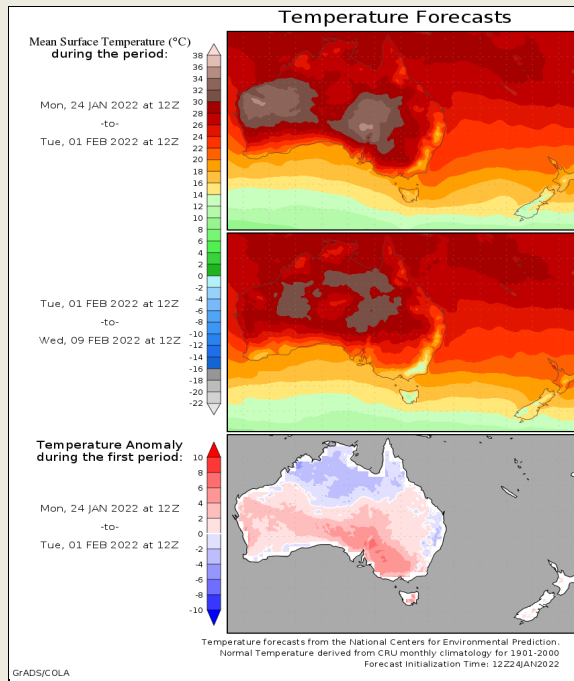 Temperature Forecasts
Mean Surface Temperature (°C)
during the period:
Mon, 24 JAN 2022 at 12Z
-to-
Tue, 01 FEB 2022 at 12Z
38
36
34
32
30
28
26
24
22
20
18
16
14
12
10
8
6
4
2
0
-2
-4
-6
-8
-10
-12
-14
-16
-18
-20
-22
Tue, 01 FEB 2022 at 12Z
-to-
Wed, 09 FEB 2022 at 12Z
Temperature Anomaly
during the first period:
Mon, 24 JAN 2022 at 12Z
-to-
Tue, 01 FEB 2022 at 12Z
10
8
6
4
2
0
-2
-4
-6
-8
-10
Temperature forecasts from the National Centers for Environmental Prediction.
Normal Temperature derived from CRU monthly climatology for 1901-2000
Forecast Initialization Time: 12Z24JAN2022
GrADS/COLA